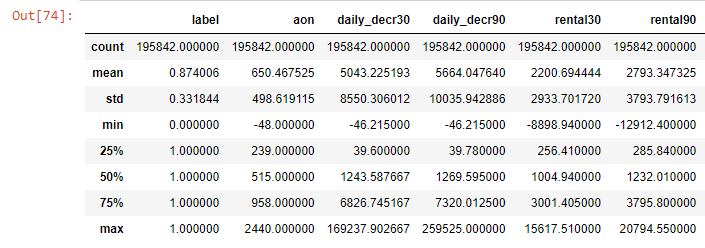 Out[74]:
label aon daily_decr30 daily_decr90 rental30 rental90
count 195842.000000 195842.000000 195842.000000 195842.000000 195842.000000 195842.000000
mean 0.874006 650.467525 5043.225193 5664.047640 2200.694444 2793.347325
std 0.331844 498.619115 8550.306012 10035.942886 2933.701720 3793.791613
min 0.000000 -48.000000 -46.215000 -46.215000 -8898.940000 -12912.400000
25% 1.000000 239.000000 39.600000 39.780000 256.410000 285.840000
50% 1.000000 515.000000 1243.587667 1269.595000 1004.940000 1232.010000
75% 1.000000 958.000000 6826.745167 7320.012500 3001.405000 3795.800000
max 1.000000 2440.000000 169237.902667 259525.000000 15617.510000 20794.550000